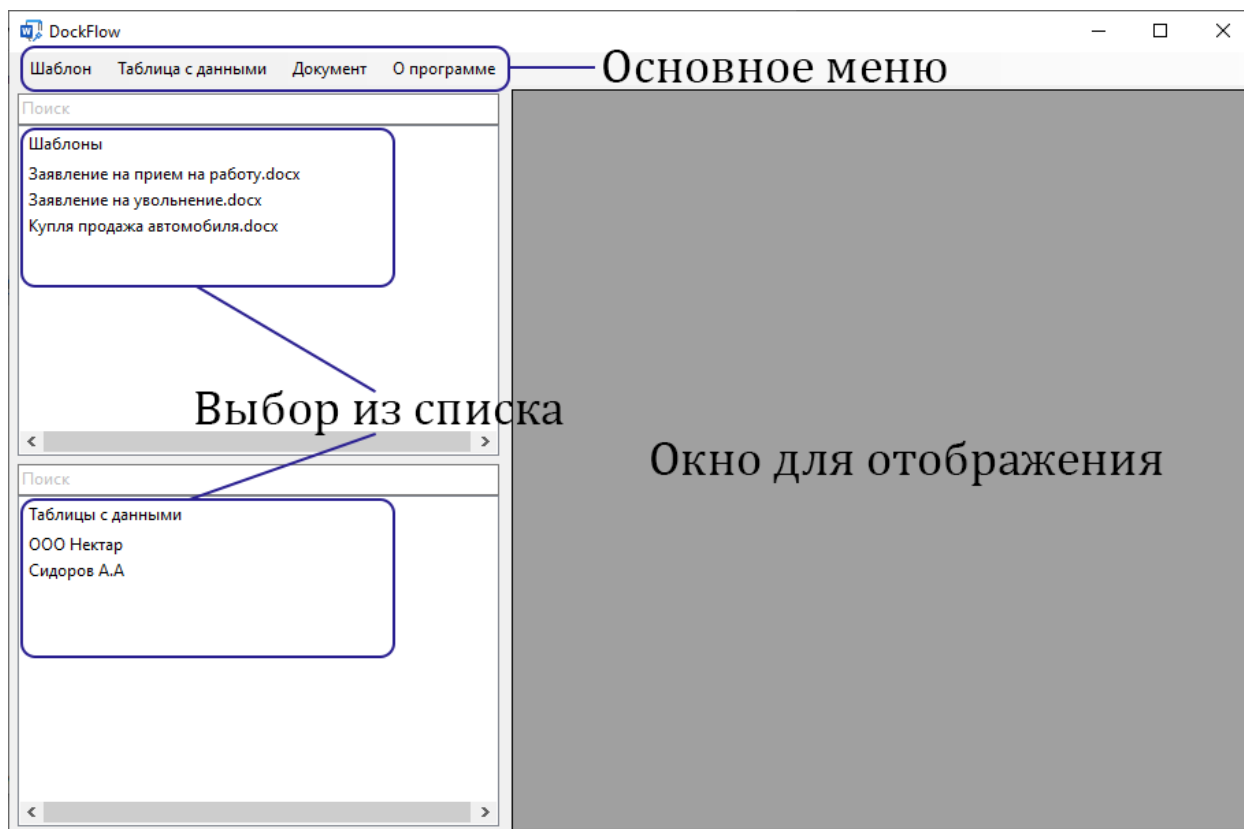 DockFlow
Шаблон Таблица с данными Документ О программе
Основное меню
Поиск
Шаблоны
Заявление на прием на работу.docx
Заявление на увольнение.docx
Купля продажа автомобиля.docx
Выбор из списка
Окно для отображения
Поиск
Таблицы с данными
ООО Нектар
Сидоров А.А